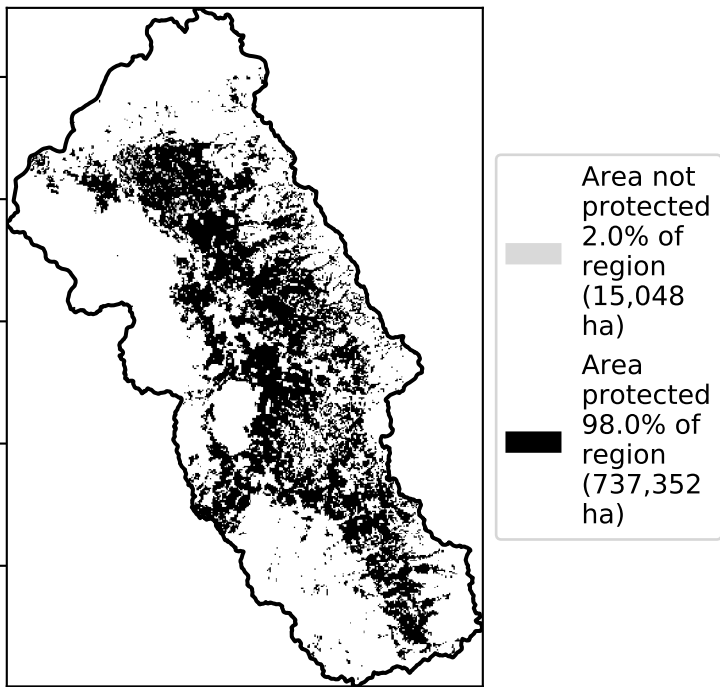 Area not
protected
2.0% of
region
(15,048
ha)
Area
protected
98.0% of
region
(737,352
ha)